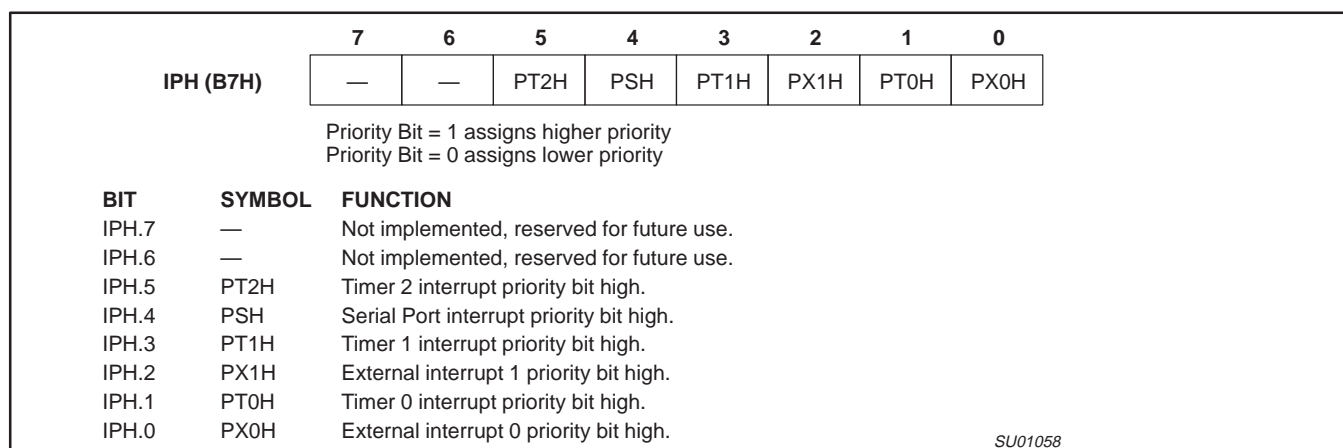 7 6 5 4 3 2 1 0
IPH (B7H) — — PT2H PSH PT1H PX1H PT0H PX0H
Priority Bit = 1 assigns higher priority
Priority Bit = 0 assigns lower priority
BIT SYMBOL FUNCTION
IPH.7 — Not implemented, reserved for future use.
IPH.6 — Not implemented, reserved for future use.
IPH.5 PT2H Timer 2 interrupt priority bit high.
IPH.4 PSH Serial Port interrupt priority bit high.
IPH.3 PT1H Timer 1 interrupt priority bit high.
IPH.2 PX1H External interrupt 1 priority bit high.
IPH.1 PT0H Timer 0 interrupt priority bit high.
IPH.0 PX0H External interrupt 0 priority bit high.
SU01058